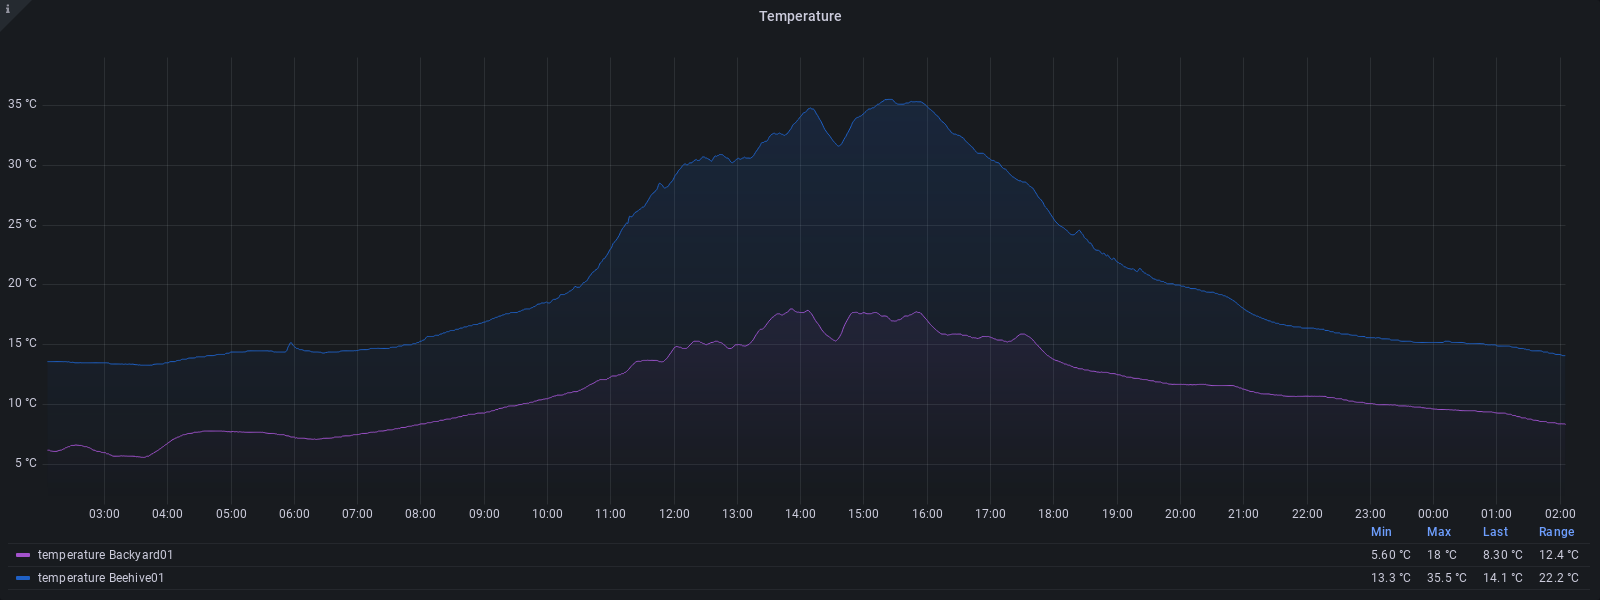 i
Temperature
35 °C
30 °C
25 °C
20 °C
15 °C
10 °C
5 °C
03:00 04:00 05:00 06:00 07:00 08:00 09:00 10:00 11:00 12:00 13:00 14:00 15:00 16:00 17:00 18:00 19:00 20:00 21:00 22:00 23:00 00:00 01:00 02:00
Min Max Last Range
temperature Backyard01 5.60 °C 18 °C 8.30 °C 12.4 °C
temperature Beehive01 13.3 °C 35.5 °C 14.1 °C 22.2 °C